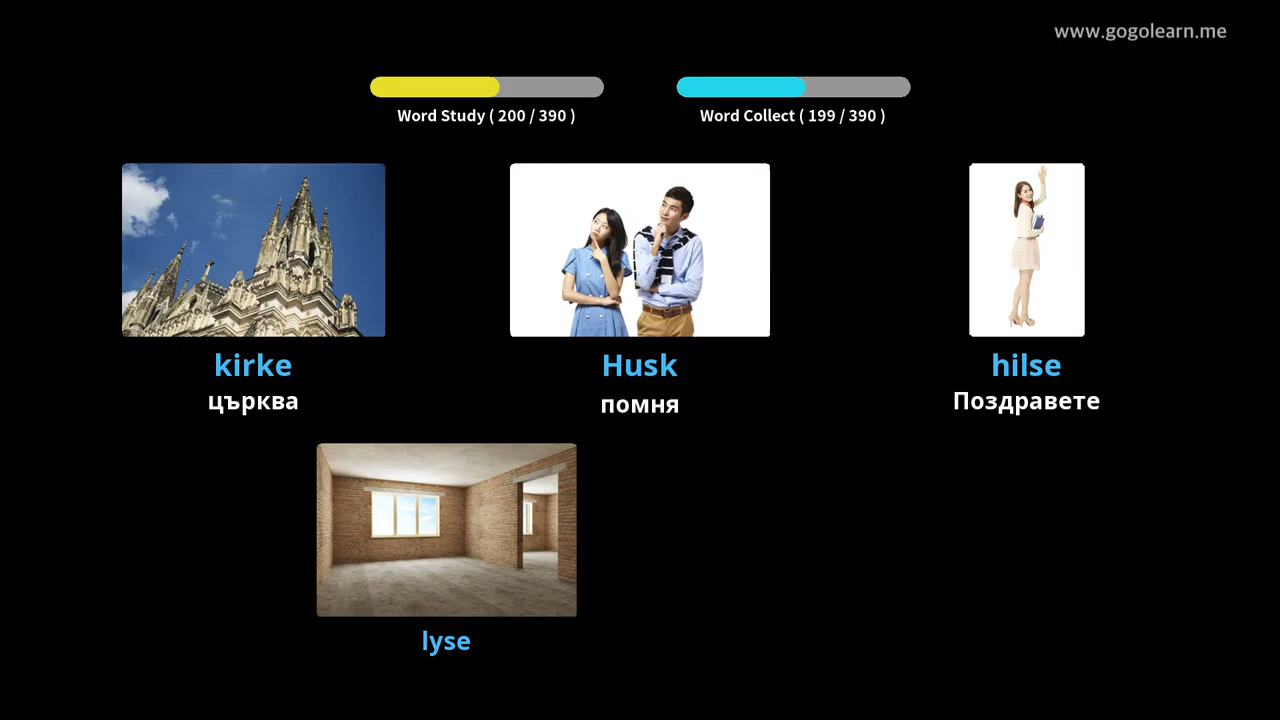 www.gogolearn.me
Word Study ( 200 / 390 )
Word Collect ( 199 / 390 )
kirke
църква
Husk
помня
hilse
Поздравете
lyse